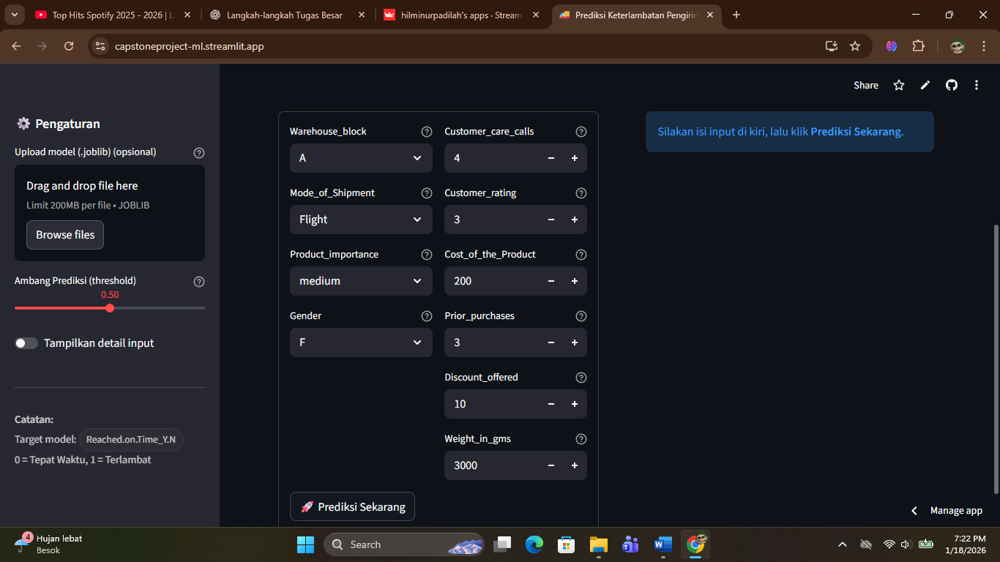 Top Hits Spotify 2025 - 2026 | L
Langkah-langkah Tugas Besar
hilminurpadilah's apps · Streaml
Prediksi Keterlambatan Pengirin
capstoneproject-ml.streamlit.app
Share
Pengaturan
Upload model (.joblib) (opsional)
Drag and drop file here
Limit 200MB per file • JOBLIB
Browse files
Ambang Prediksi (threshold)
0.50
Tampilkan detail input
Catatan:
Target model: Reached.on.Time_Y.N
0 = Tepat Waktu, 1 = Terlambat
Warehouse_block
A
Mode_of_Shipment
Flight
Product_importance
medium
Gender
F
Customer_care_calls
4
Customer_rating
3
Cost_of_the_Product
200
Prior_purchases
3
Discount_offered
10
Weight_in_gms
3000
Prediksi Sekarang
Silakan isi input di kiri, lalu klik Prediksi Sekarang.
Manage app
4
Hujan lebat
Besok
Search
7:22 PM
1/18/2026